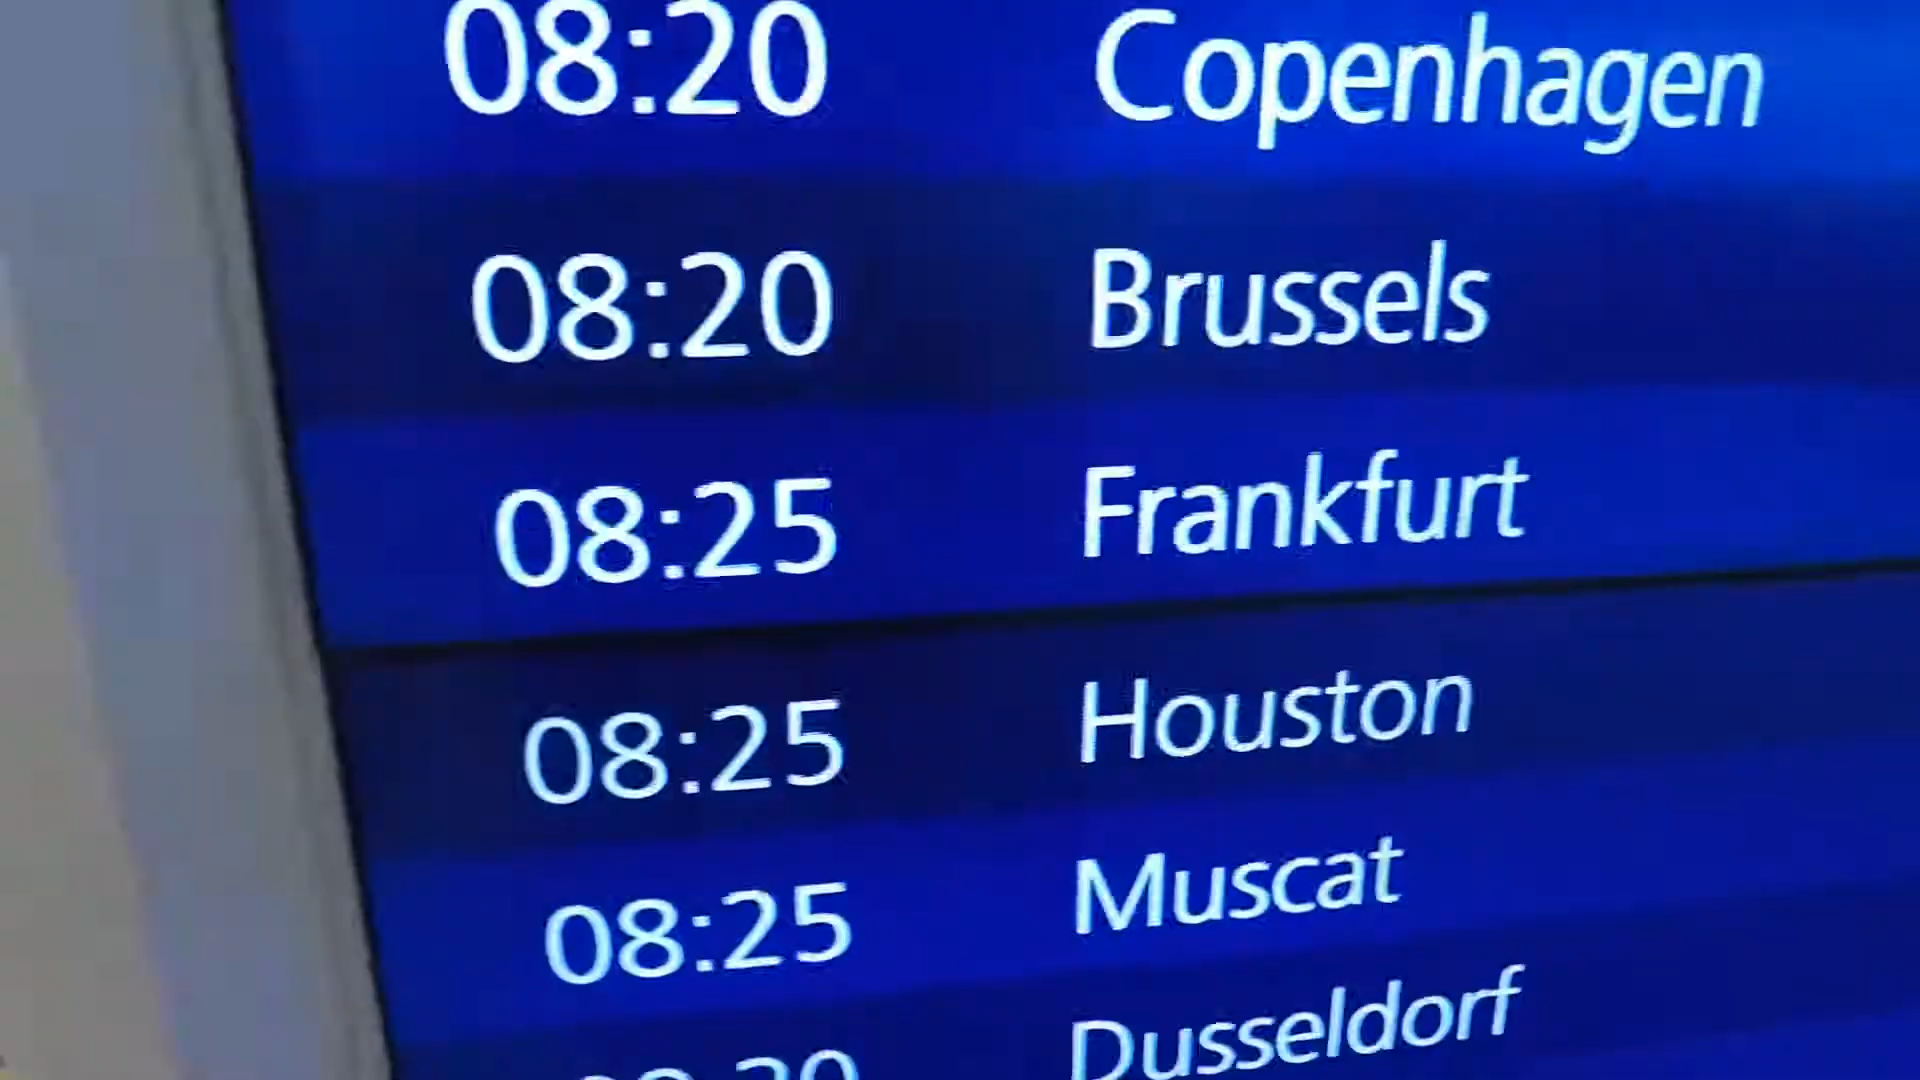 08:20 Copenhagen
08:20 Brussels
08:25 Frankfurt
08:25 Houston
08:25 Muscat
Dusseldorf